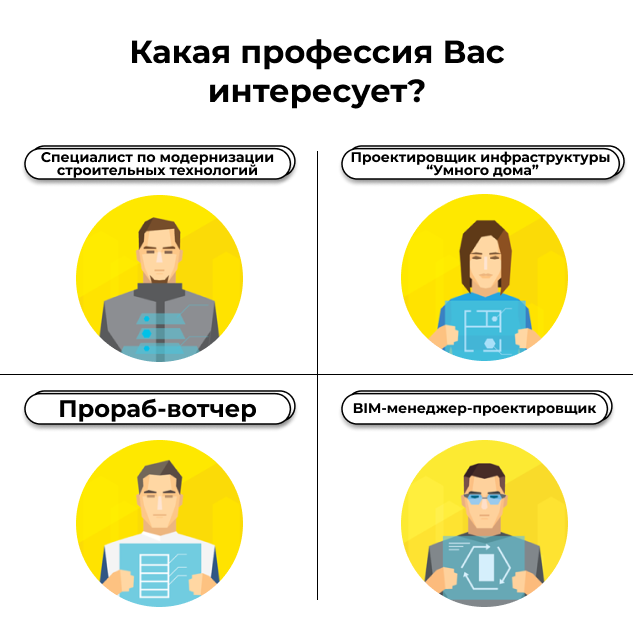 Какая профессия Вас
интересует?
Специалист по модернизации
строительных технологий
Проектировщик инфраструктуры
“Умного дома”
Прораб-вотчер
BIM-менеджер-проектировщик